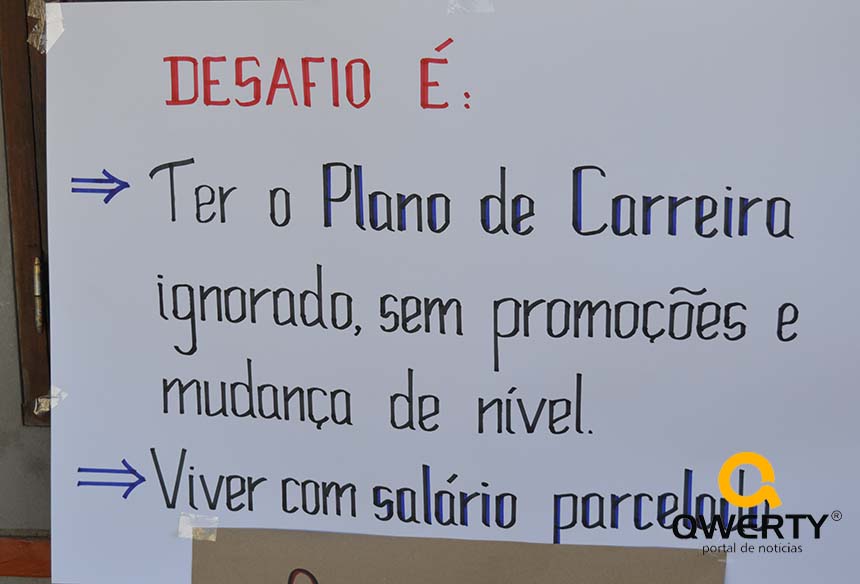 DESAFIO É:
⇒ Ter o Plano de Carreira
ignorado, sem promoções e
mudança de nível.
⇒ Viver com salário parcelado.
QWERTY®
portal de notícias